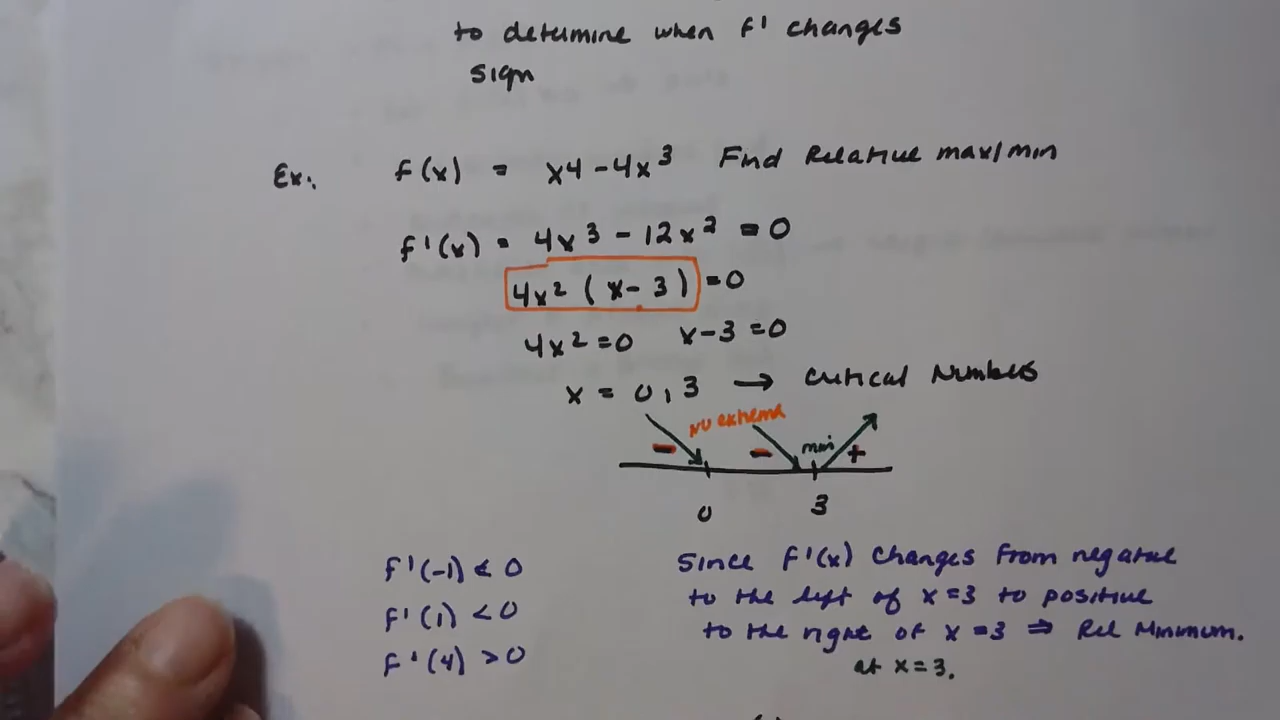 to determine when f' changes
sign
Ex: f(x) = x4 - 4x³ Find Relative max/min
f'(x) = 4x³ - 12x² = 0
4x² (x - 3) = 0
4x² = 0 x - 3 = 0
x = 0, 3 → Critical Numbers
NO extrema
- - min +
0 3
f'(-1) < 0
f'(1) < 0
f'(4) > 0
Since f'(x) changes from negative
to the left of x = 3 to positive
to the right of x = 3 ⇒ Rel Minimum.
at x = 3.